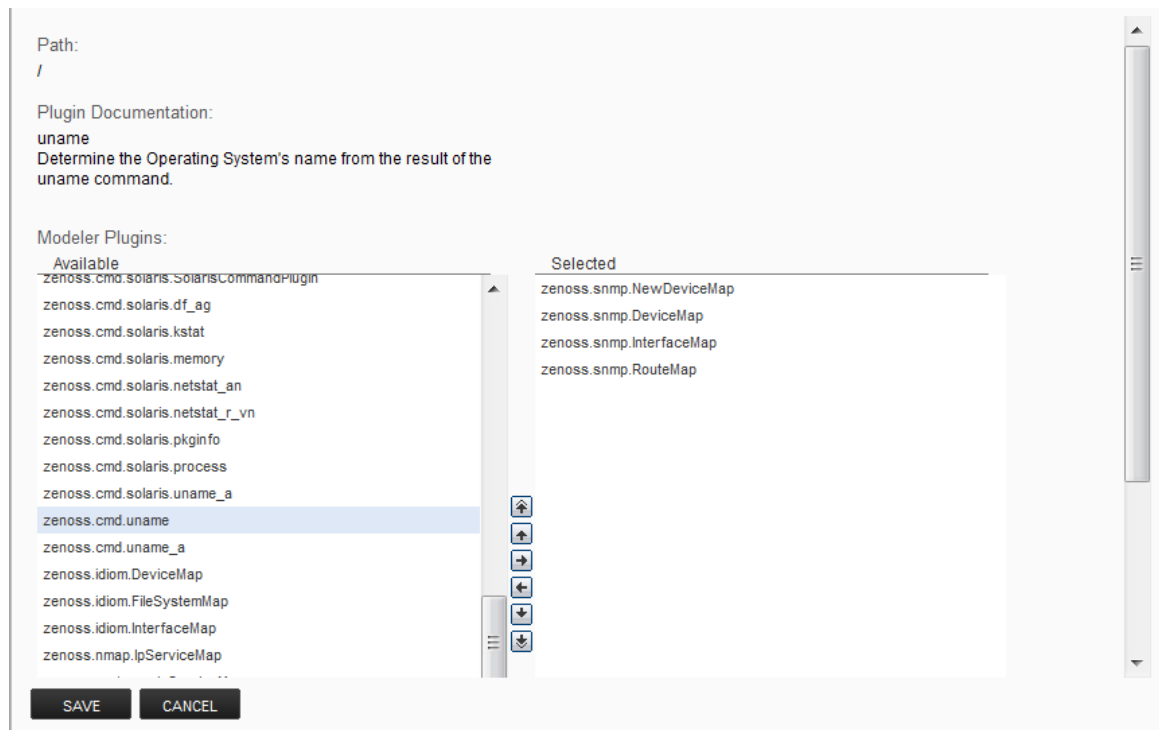 Path:
/
Plugin Documentation:
uname
Determine the Operating System's name from the result of the
uname command.
Modeler Plugins:
Available
zenoss.cmd.solaris.SolarisCommandPlugin
zenoss.cmd.solaris.df_ag
zenoss.cmd.solaris.kstat
zenoss.cmd.solaris.memory
zenoss.cmd.solaris.netstat_an
zenoss.cmd.solaris.netstat_r_vn
zenoss.cmd.solaris.pkginfo
zenoss.cmd.solaris.process
zenoss.cmd.solaris.uname_a
zenoss.cmd.uname
zenoss.cmd.uname_a
zenoss.idiom.DeviceMap
zenoss.idiom.FileSystemMap
zenoss.idiom.InterfaceMap
zenoss.nmap.IpServiceMap
Selected
zenoss.snmp.NewDeviceMap
zenoss.snmp.DeviceMap
zenoss.snmp.InterfaceMap
zenoss.snmp.RouteMap
SAVE
CANCEL